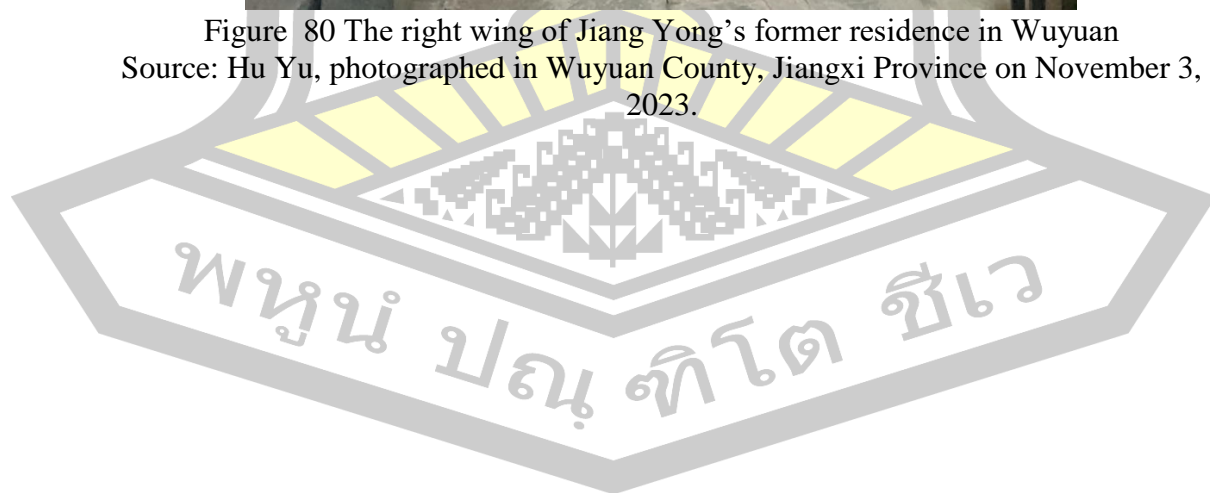 Figure  80 The right wing of Jiang Yong’s former residence in Wuyuan
Source: Hu Yu, photographed in Wuyuan County, Jiangxi Province on November 3,
2023.
พหูนํ ปณฺฑิโต ชีเว